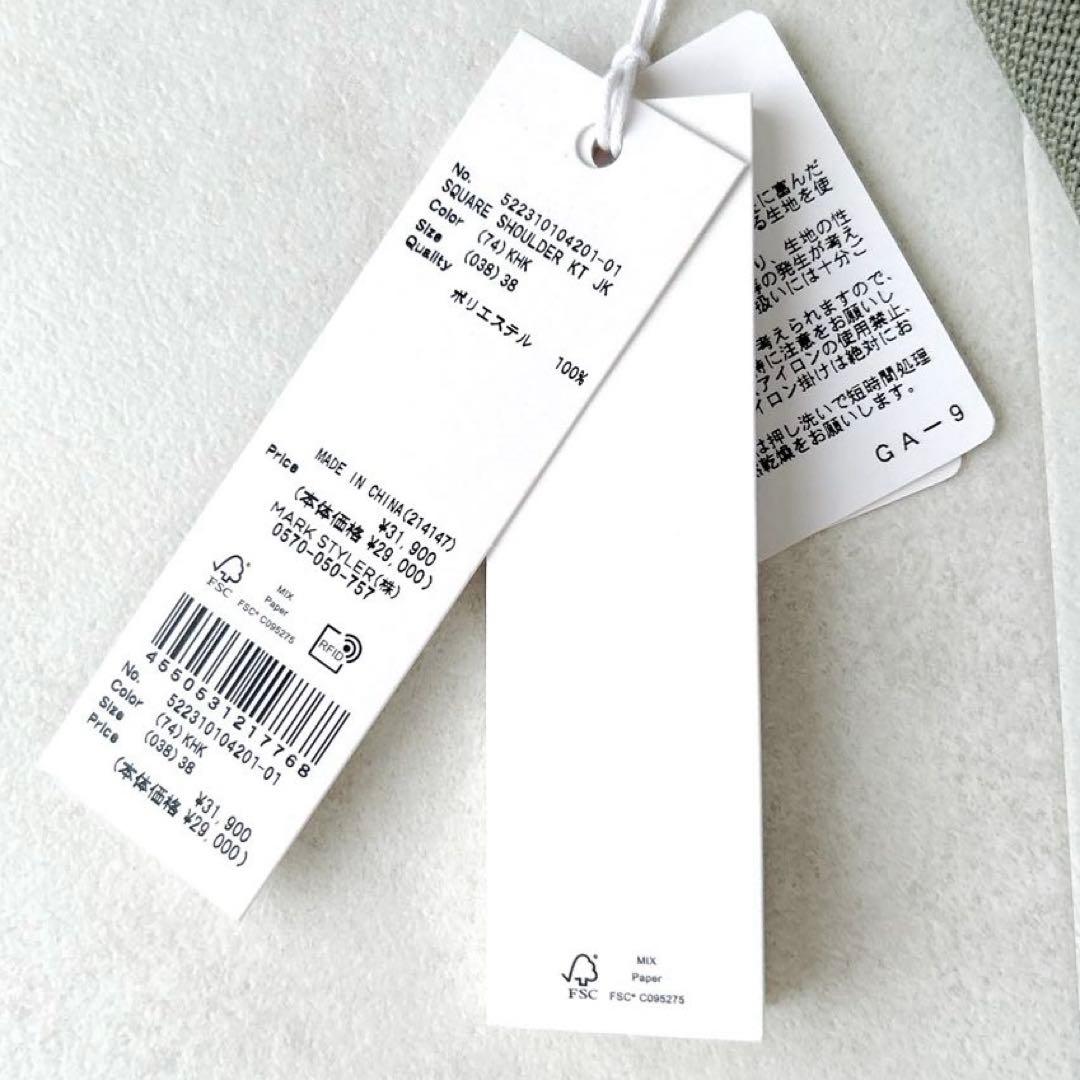 No. 522310104201-01
SQUARE SHOULDER KT JK
Color (74)KHK
Size (038)38
Quality
ポリエステル 100%
MADE IN CHINA(214147)
Price ¥31,900
(本体価格 ¥29,000)
MARK STYLER(株)
0570-050-757
FSC
MIX
Paper
FSC® C095275
RFID
4550531217768
No. 522310104201-01
Color (74)KHK
Size (038)38
Price ¥31,900
(本体価格 ¥29,000)
に富んだ
る生地を使
り、生地の性
の発生が考え
扱いには十分ご
考えられますので、
に注意をお願いし
アイロンの使用禁止、
イロン掛けは絶対にお
は押し洗いで短時間処理
乾燥をお願いします。
GA-9
FSC
MIX
Paper
FSC® C095275